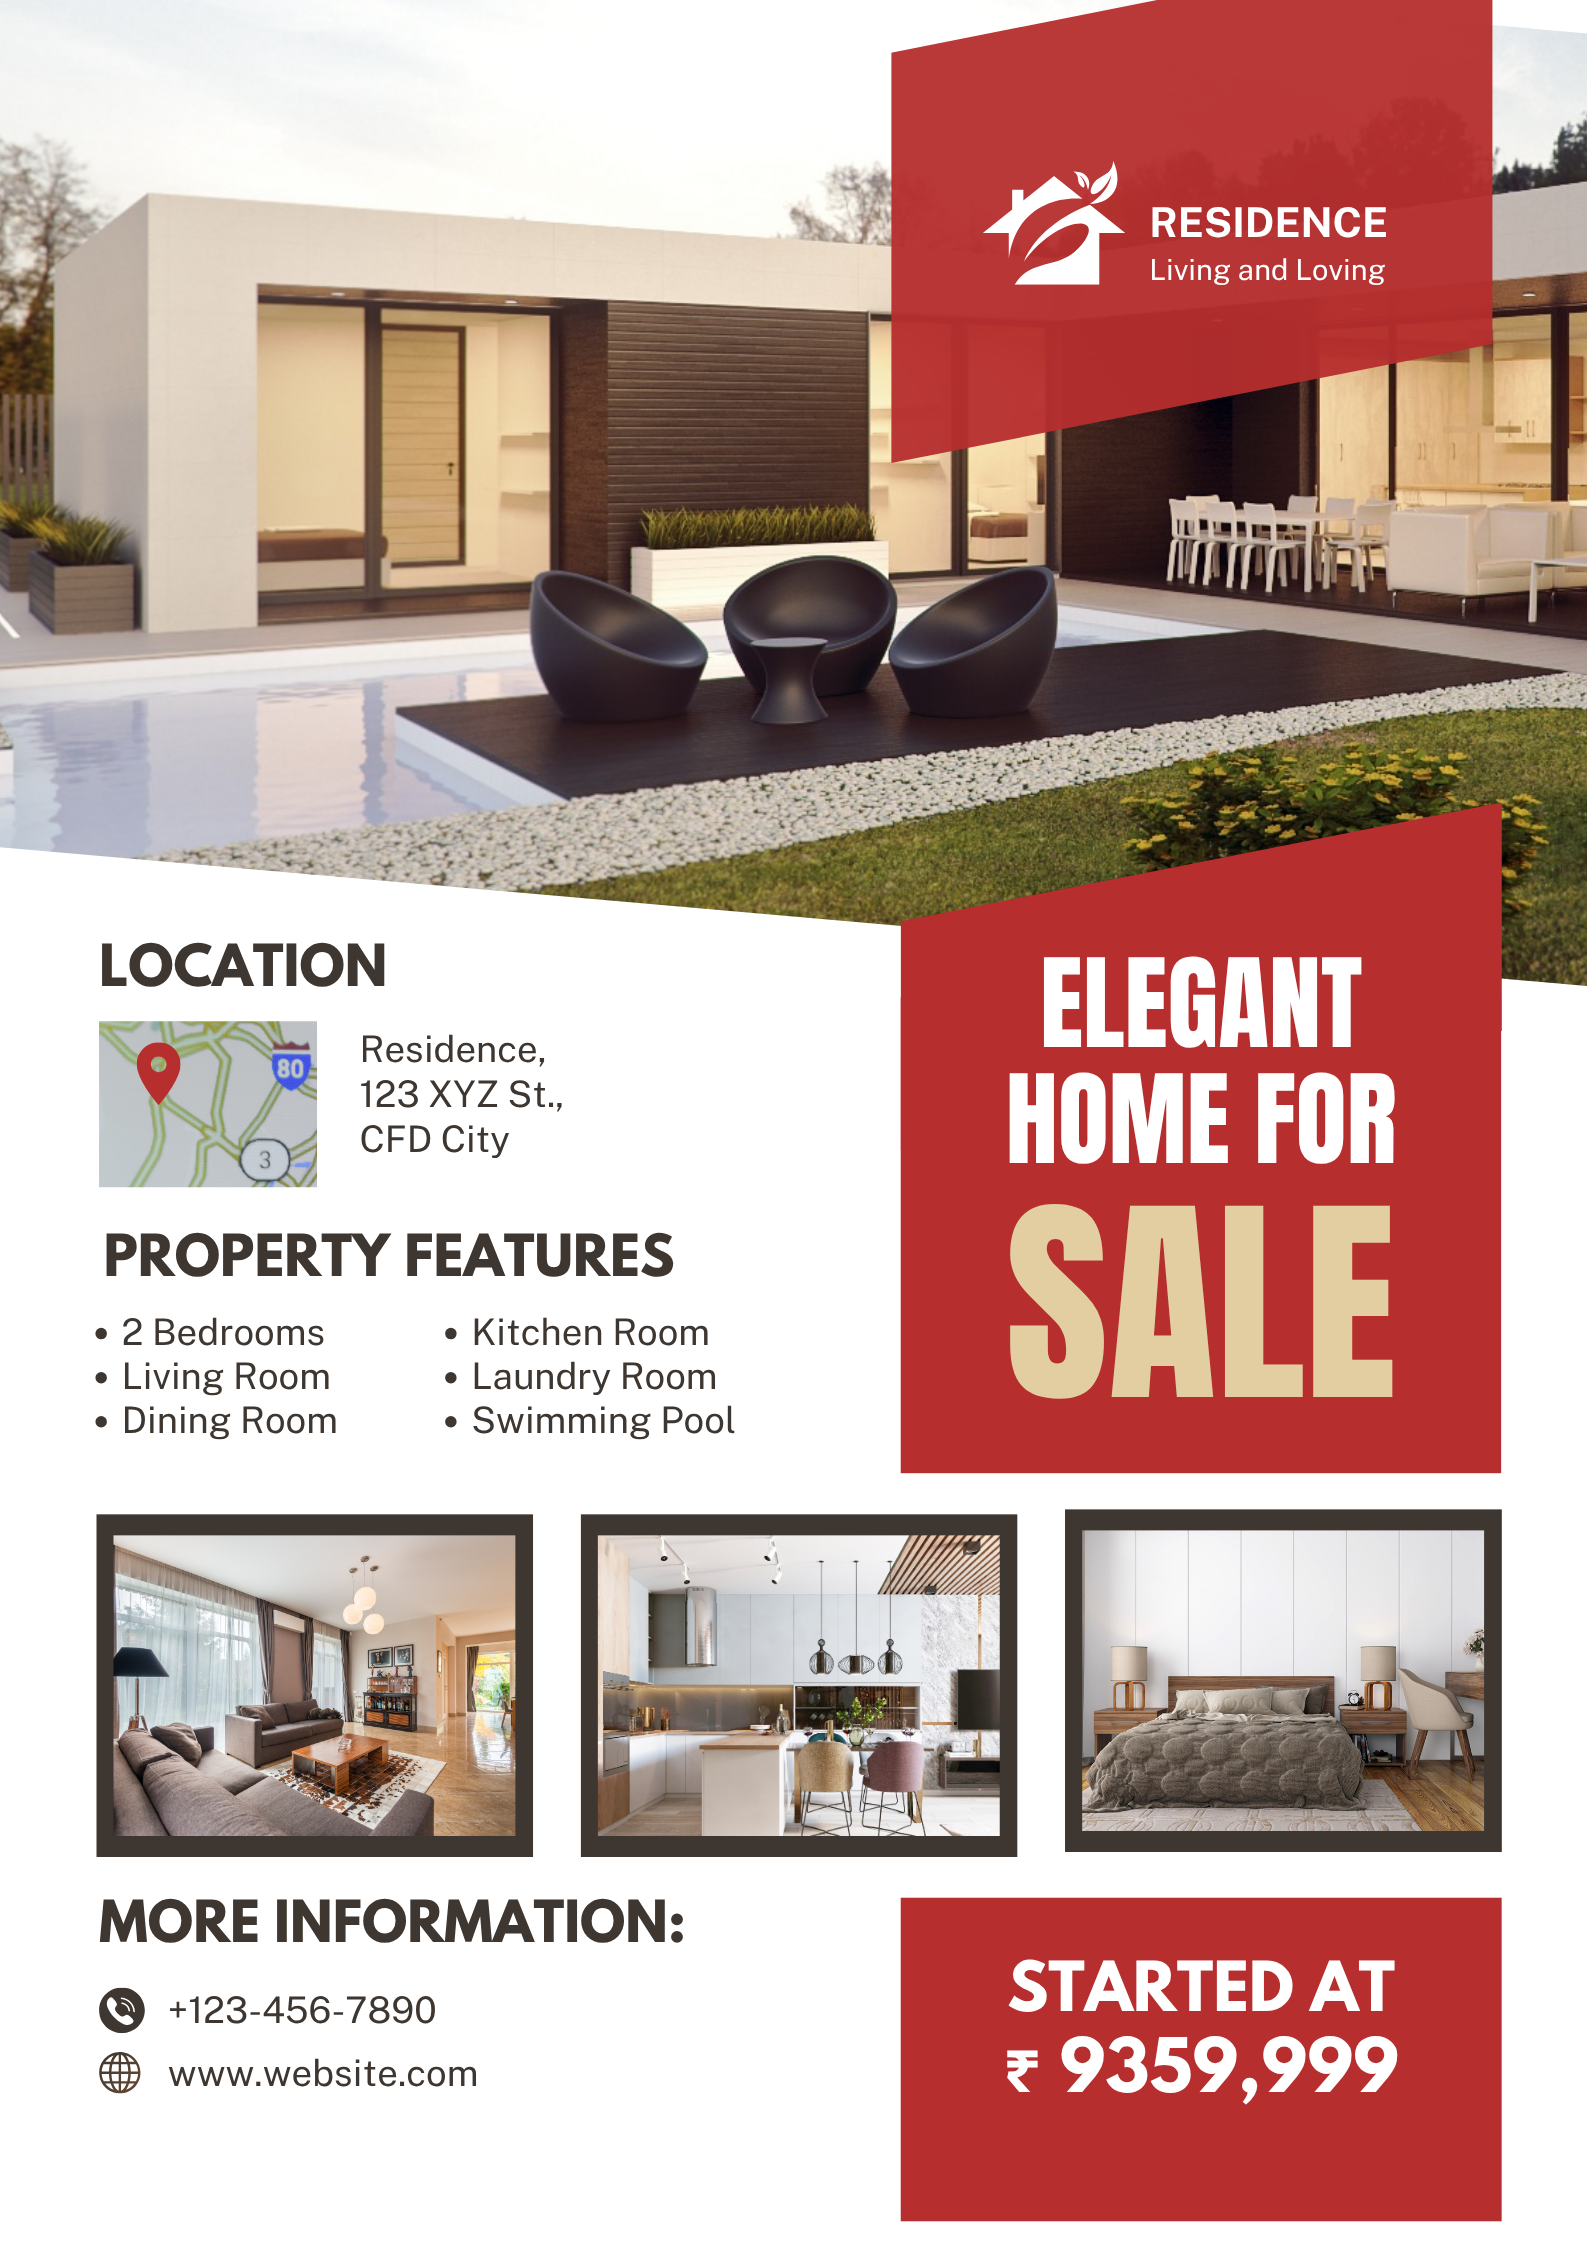 RESIDENCE
Living and Loving
LOCATION
80
3
Residence,
123 XYZ St.,
CFD City
ELEGANT
HOME FOR
SALE
PROPERTY FEATURES
• 2 Bedrooms
• Living Room
• Dining Room
• Kitchen Room
• Laundry Room
• Swimming Pool
MORE INFORMATION:
+123-456-7890
www.website.com
STARTED AT
₹ 9359,999